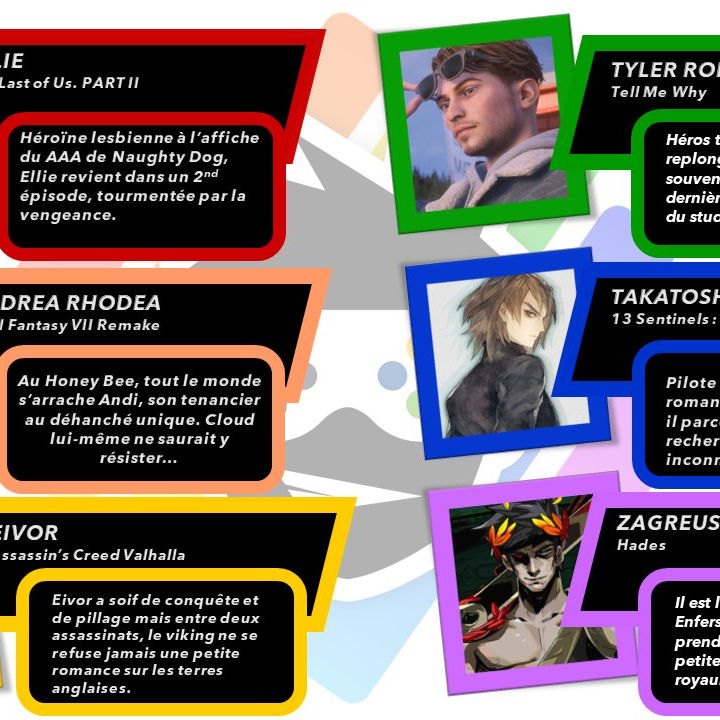 LIE
Last of Us. PART II
Héroïne lesbienne à l'affiche
du AAA de Naughty Dog,
Ellie revient dans un 2nd
épisode, tourmentée par la
vengeance.
TYLER RO
Tell Me Why
Héros t
replong
souven
dernièr
du stud
DREA RHODEA
l Fantasy VII Remake
Au Honey Bee, tout le monde
s'arrache Andi, son tenancier
au déhanché unique. Cloud
lui-même ne saurait y
résister...
TAKATOSH
13 Sentinels :
Pilote
roman
il parc
recher
inconn
EIVOR
ssassin's Creed Valhalla
Eivor a soif de conquête et
de pillage mais entre deux
assassinats, le viking ne se
refuse jamais une petite
romance sur les terres
anglaises.
ZAGREUS
Hades
Il est l
Enfers
prend
petite
royau